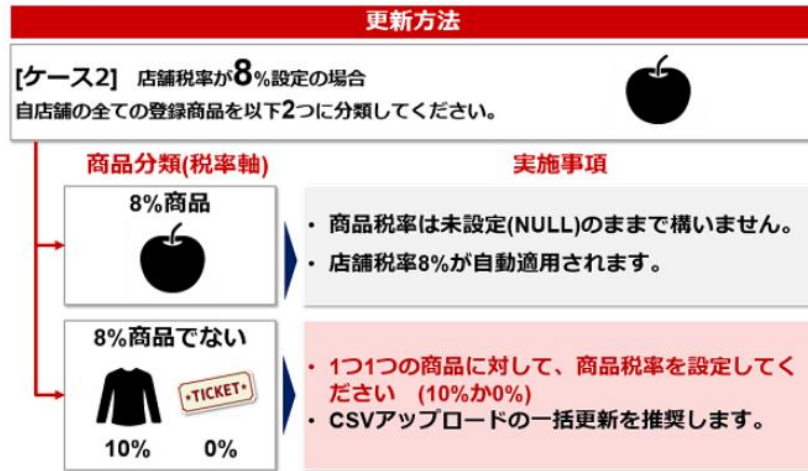 更新方法
[ケース2] 店舗税率が8%設定の場合
自店舗の全ての登録商品を以下2つに分類してください。
商品分類(税率軸)
実施事項
8%商品
・ 商品税率は未設定(NULL)のままで構いません。
・ 店舗税率8%が自動適用されます。
8%商品でない
TICKET
10%
0%
・ 1つ1つの商品に対して、商品税率を設定してく
ださい (10%か0%)
・ CSVアップロードの一括更新を推奨します。